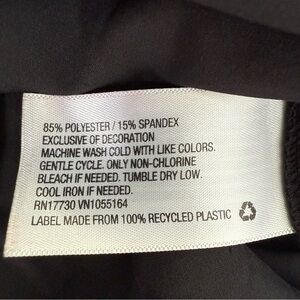 85% POLYESTER / 15% SPANDEX
EXCLUSIVE OF DECORATION
MACHINE WASH COLD WITH LIKE COLORS.
GENTLE CYCLE. ONLY NON-CHLORINE
BLEACH IF NEEDED. TUMBLE DRY LOW.
COOL IRON IF NEEDED.
RN17730 VN1055164
LABEL MADE FROM 100% RECYCLED PLASTIC